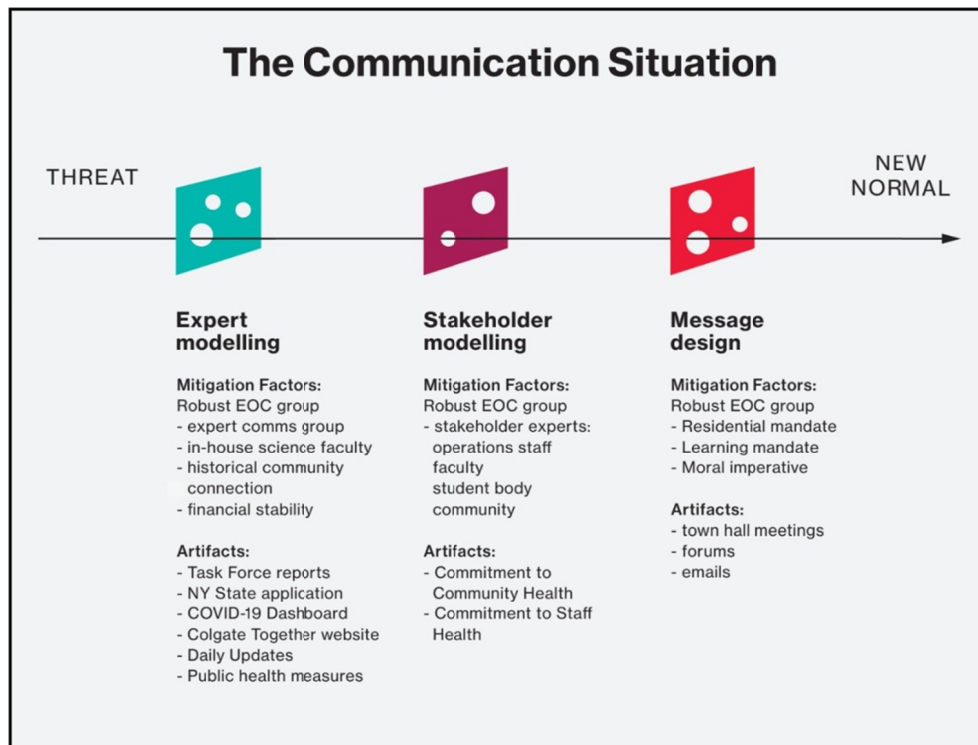 The Communication Situation
THREAT
NEW
NORMAL
Expert
modelling
Mitigation Factors:
Robust EOC group
- expert comms group
- in-house science faculty
- historical community
connection
- financial stability
Artifacts:
- Task Force reports
- NY State application
- COVID-19 Dashboard
- Colgate Together website
- Daily Updates
- Public health measures
Stakeholder
modelling
Mitigation Factors:
Robust EOC group
- stakeholder experts:
operations staff
faculty
student body
community
Artifacts:
- Commitment to
Community Health
- Commitment to Staff
Health
Message
design
Mitigation Factors:
Robust EOC group
- Residential mandate
- Learning mandate
- Moral imperative
Artifacts:
- town hall meetings
- forums
- emails